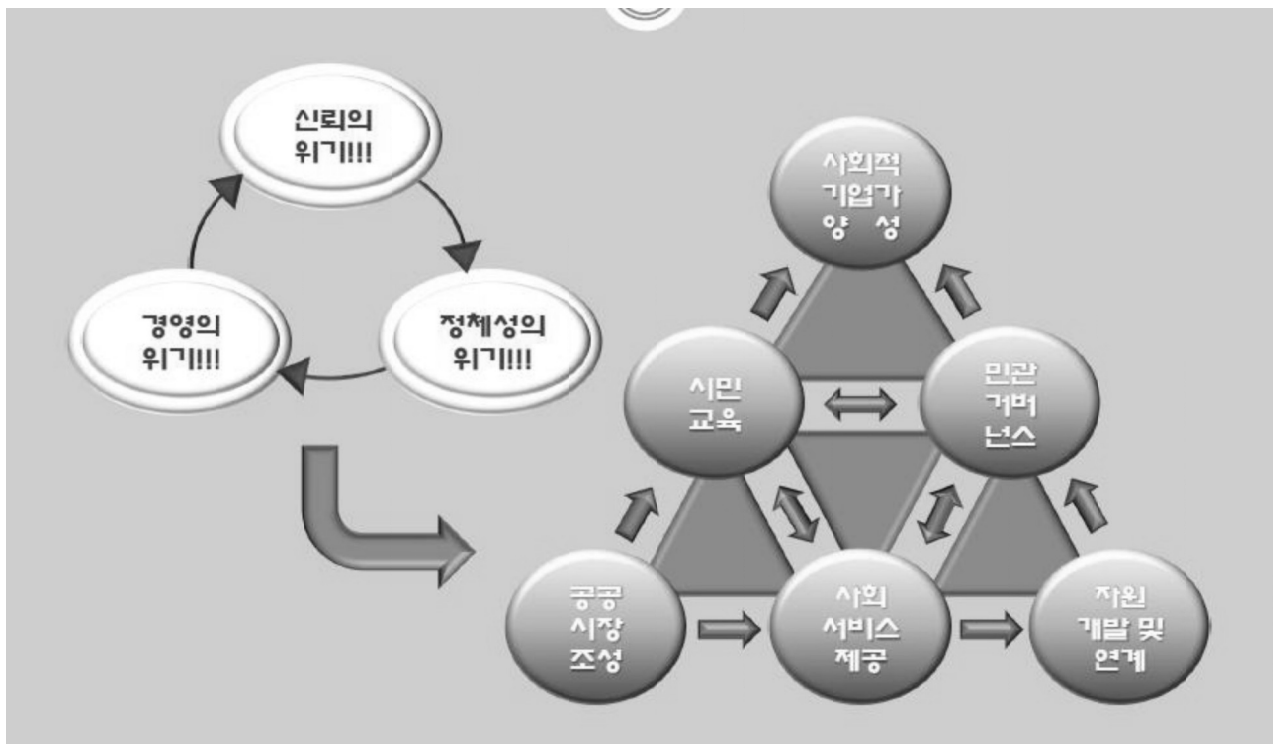 신뢰의
위기!!!
경영의
위기!!!
정체성의
위기!!!
사회적
기업가
양 성
시민
교육
민관
거버
넌스
공공
시장
조성
사회
서비스
제공
자원
개발 및
연계